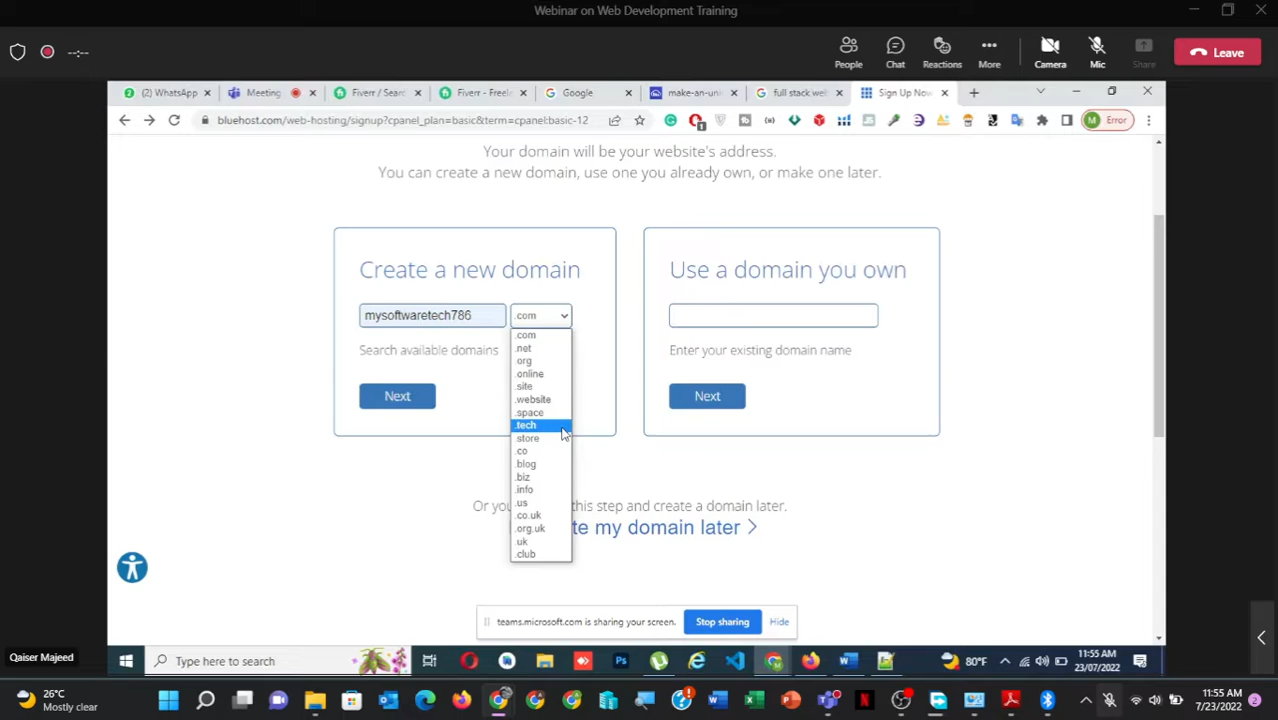 Webinar on Web Development Training
--:--
People
Chat
Reactions
More
Camera
Mic
Share
Leave
(2) WhatsApp
Meeting
Fiverr / Sear
Fiverr - Freela
Google
make-an-uni
full stack web
Sign Up Now
bluehost.com/web-hosting/signup?cpanel_plan=basic&term=cpanel:basic-12
1
M
Error
Your domain will be your website's address.
You can create a new domain, use one you already own, or make one later.
Create a new domain
mysoftwaretech786
.com
Search available domains
Next
.com
.net
.org
.online
.site
.website
.space
.tech
.store
.co
.blog
.biz
.info
.us
.co.uk
.org.uk
.uk
.club
Use a domain you own
Enter your existing domain name
Next
Or yo
this step and create a domain later.
te my domain later >
teams.microsoft.com is sharing your screen.
Stop sharing
Hide
Qaiser Majeed
Type here to search
Ps
80°F
11:55 AM
23/07/2022
26°C
Mostly clear
11:55 AM
7/23/2022
2